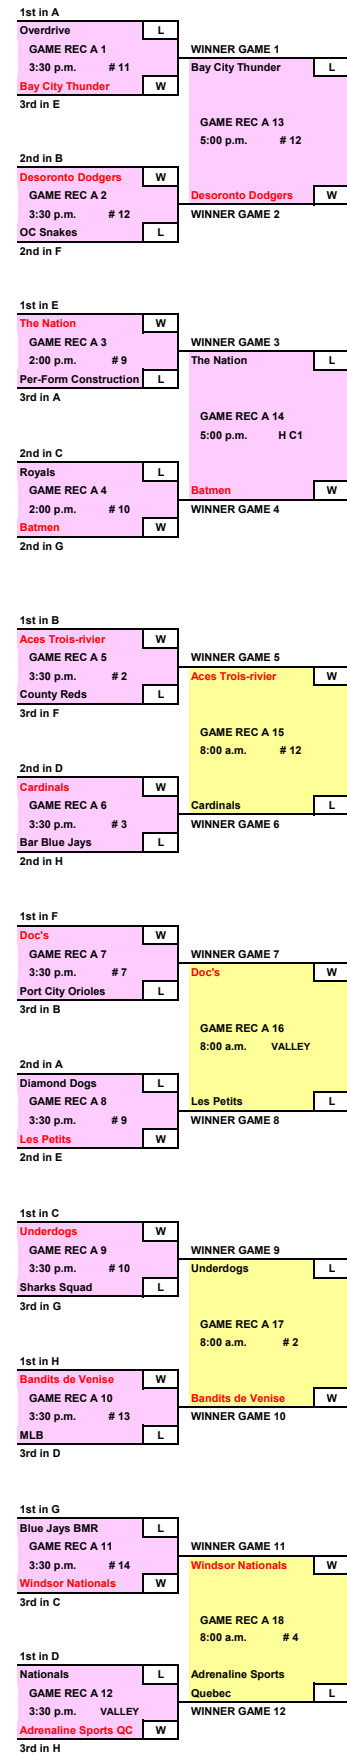 1st in A
Overdrive L
GAME REC A 1 WINNER GAME 1
3:30 p.m. # 11 Bay City Thunder L
Bay City Thunder W
3rd in E
GAME REC A 13
5:00 p.m. # 12
2nd in B
Desoronto Dodgers W
GAME REC A 2 Desoronto Dodgers W
3:30 p.m. # 12 WINNER GAME 2
OC Snakes L
2nd in F
1st in E
The Nation W
GAME REC A 3 WINNER GAME 3
2:00 p.m. # 9 The Nation L
Per-Form Construction L
3rd in A
GAME REC A 14
5:00 p.m. H C1
2nd in C
Royals L
GAME REC A 4 Batmen W
2:00 p.m. # 10 WINNER GAME 4
Batmen W
2nd in G
1st in B
Aces Trois-rivier W
GAME REC A 5 WINNER GAME 5
3:30 p.m. # 2 Aces Trois-rivier W
County Reds L
3rd in F
GAME REC A 15
8:00 a.m. # 12
2nd in D
Cardinals W
GAME REC A 6 Cardinals L
3:30 p.m. # 3 WINNER GAME 6
Bar Blue Jays L
2nd in H
1st in F
Doc's W
GAME REC A 7 WINNER GAME 7
3:30 p.m. # 7 Doc's W
Port City Orioles L
3rd in B
GAME REC A 16
8:00 a.m. VALLEY
2nd in A
Diamond Dogs L
GAME REC A 8 Les Petits L
3:30 p.m. # 9 WINNER GAME 8
Les Petits W
2nd in E
1st in C
Underdogs W
GAME REC A 9 WINNER GAME 9
3:30 p.m. # 10 Underdogs L
Sharks Squad L
3rd in G
GAME REC A 17
8:00 a.m. # 2
1st in H
Bandits de Venise W
GAME REC A 10 Bandits de Venise W
3:30 p.m. # 13 WINNER GAME 10
MLB L
3rd in D
1st in G
Blue Jays BMR L
GAME REC A 11 WINNER GAME 11
3:30 p.m. # 14 Windsor Nationals W
Windsor Nationals W
3rd in C
GAME REC A 18
8:00 a.m. # 4
1st in D
Nationals L Adrenaline Sports
GAME REC A 12 Quebec L
3:30 p.m. VALLEY WINNER GAME 12
Adrenaline Sports QC W
3rd in H